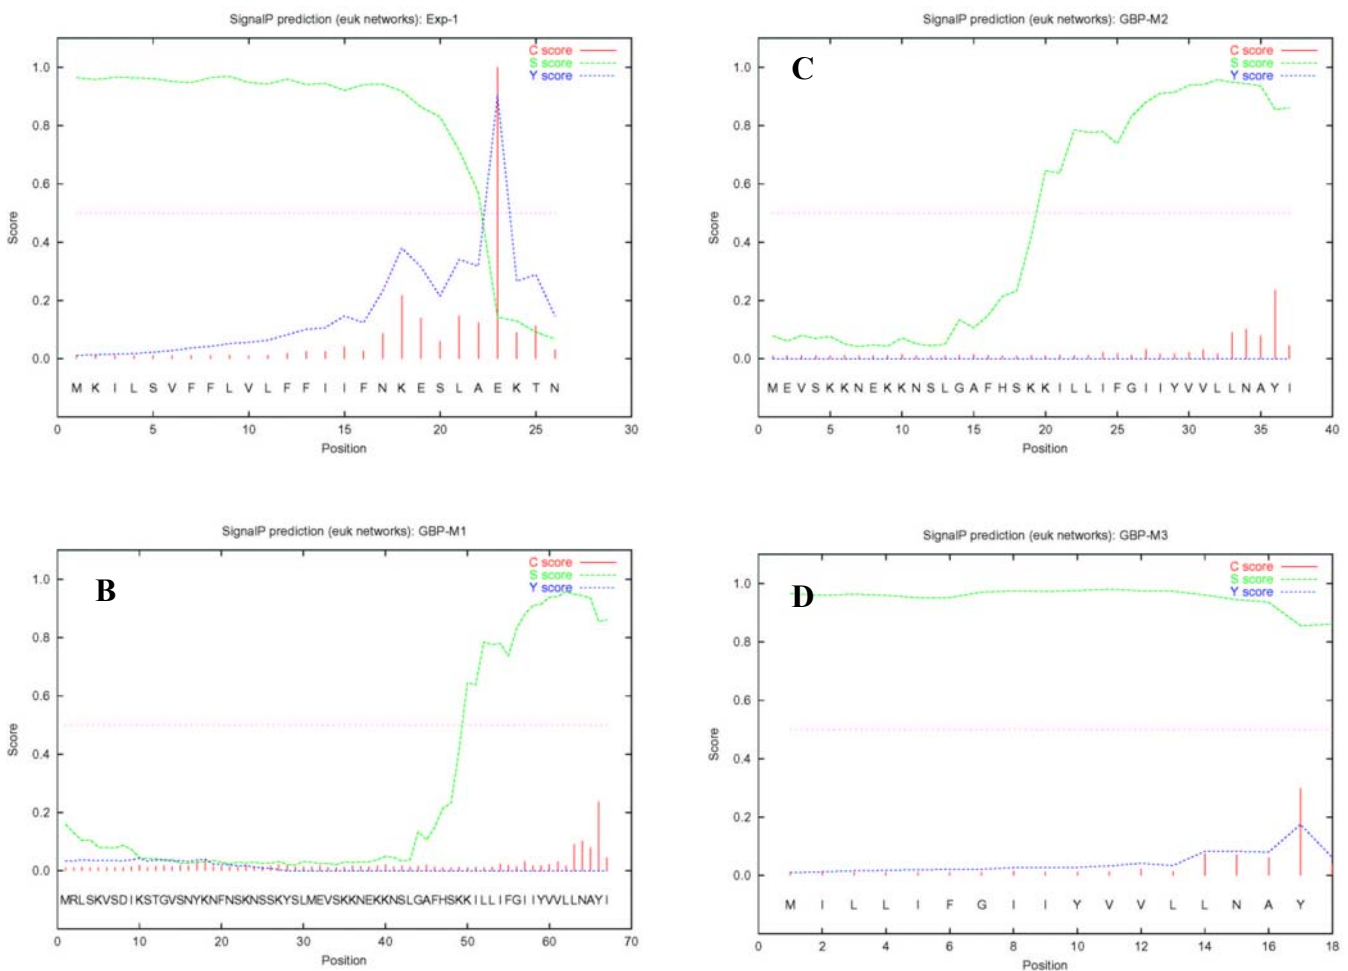 SignalP prediction (euk networks): Exp-1
C score
S score
Y score
1.0
0.8
0.6
0.4
0.2
0.0
Score
M K I L S V F F L V L F F I I F N K E S L A E K T N
0 5 10 15 20 25 30
Position
SignalP prediction (euk networks): GBP-M2
C
C score
S score
Y score
1.0
0.8
0.6
0.4
0.2
0.0
Score
M E V S K K N E K K N S L G A F H S K K I L L I F G I I Y V V L L N A Y I
0 5 10 15 20 25 30 35 40
Position
SignalP prediction (euk networks): GBP-M1
B
C score
S score
Y score
1.0
0.8
0.6
0.4
0.2
0.0
Score
MRLSKVSDIKSTGVSNYKNFNSKNSSKYSLMEVSKKNEKKNSLGAFHSKKILLIFGIIYVVLLNAYI
0 10 20 30 40 50 60 70
Position
SignalP prediction (euk networks): GBP-M3
D
C score
S score
Y score
1.0
0.8
0.6
0.4
0.2
0.0
Score
M I L L I F G I I Y V V L L N A Y
0 2 4 6 8 10 12 14 16 18
Position